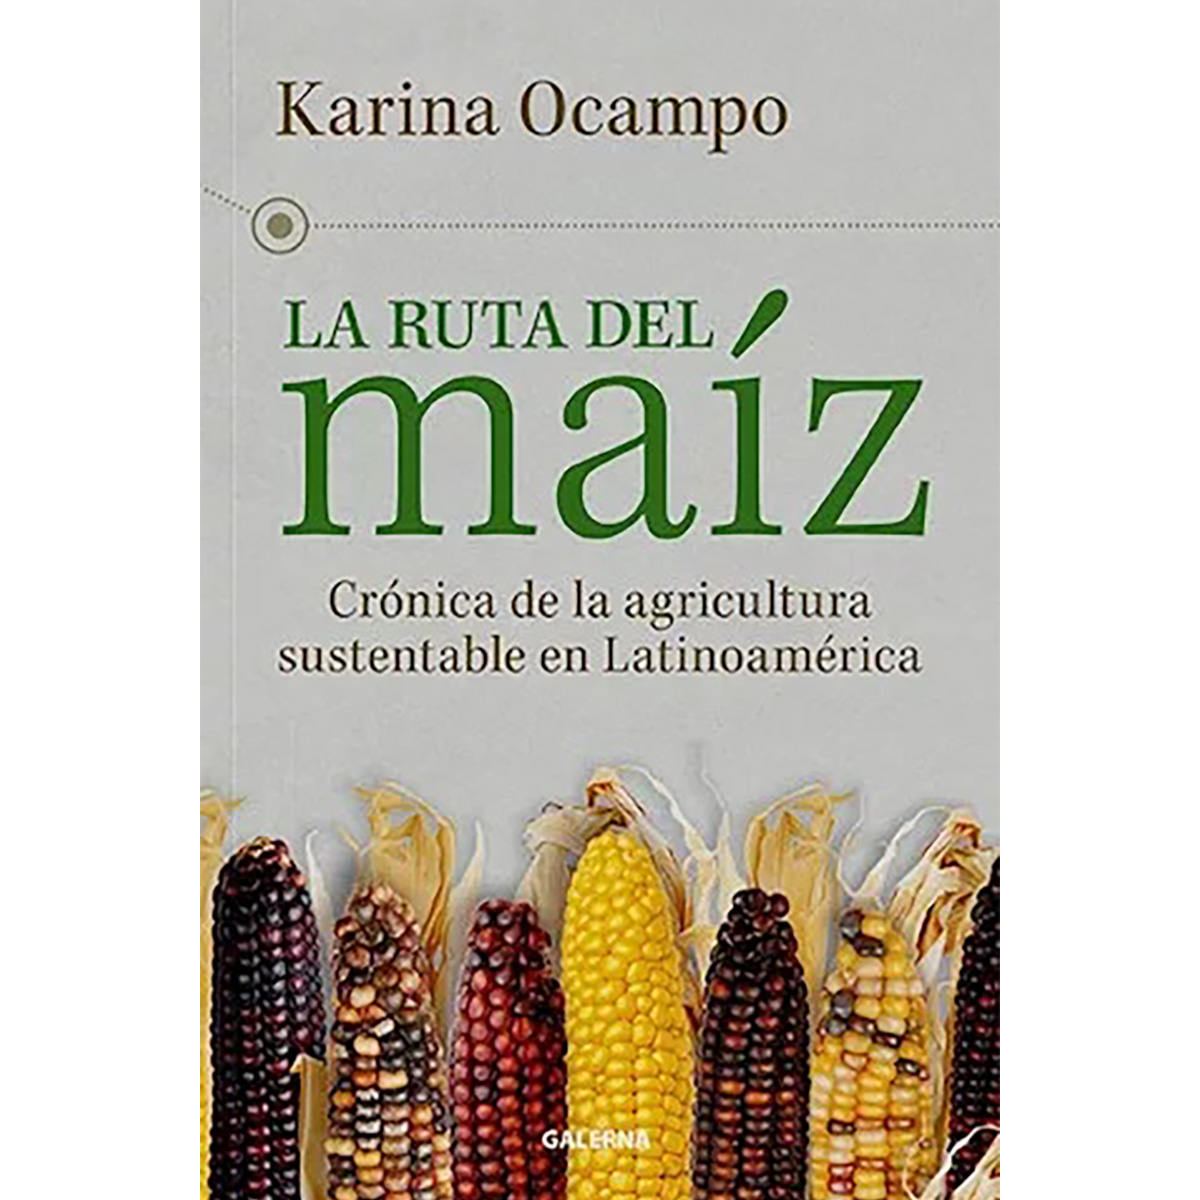 Karina Ocampo
LA RUTA DEL
maíz
Crónica de la agricultura
sustentable en Latinoamérica
GALERNA